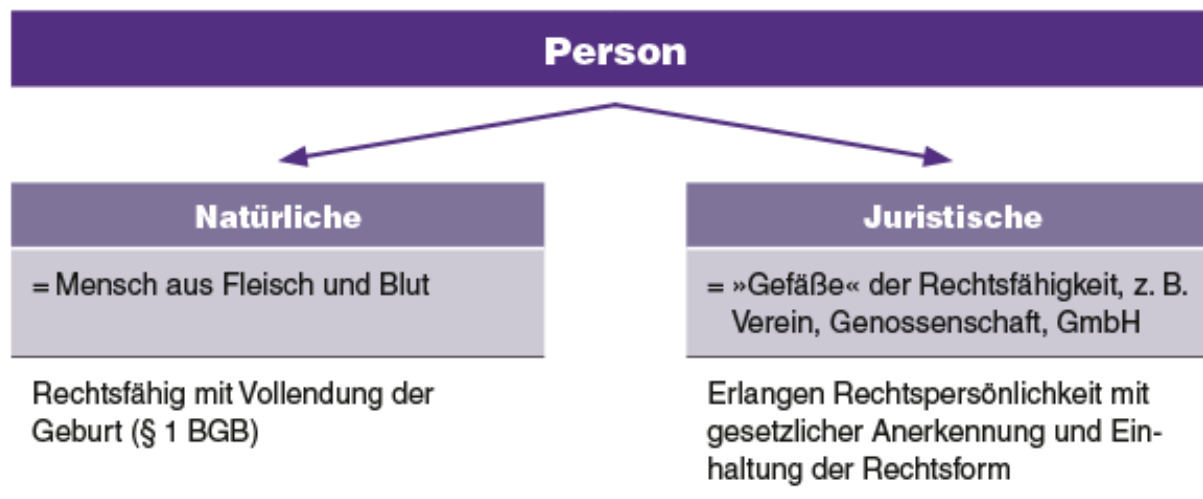 Person
Natürliche
= Mensch aus Fleisch und Blut
Rechtsfähig mit Vollendung der
Geburt (§ 1 BGB)
Juristische
= »Gefäße« der Rechtsfähigkeit, z. B.
Verein, Genossenschaft, GmbH
Erlangen Rechtspersönlichkeit mit
gesetzlicher Anerkennung und Ein-
haltung der Rechtsform